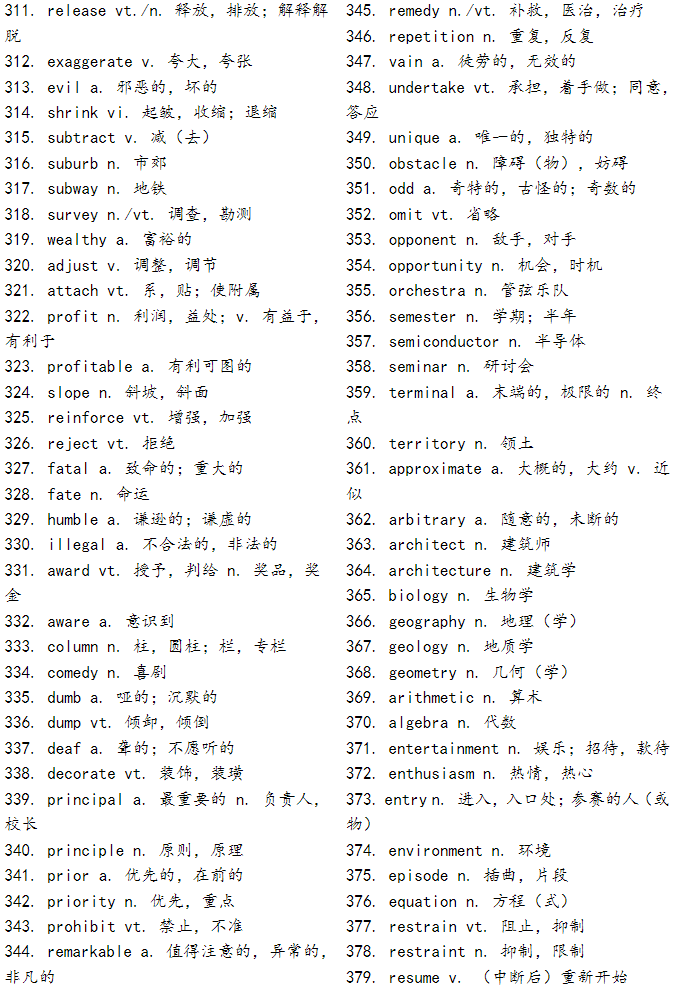 311. release vt./n. 释放，排放；解释解
脱
312. exaggerate v. 夸大，夸张
313. evil a. 邪恶的，坏的
314. shrink vi. 起皱，收缩；退缩
315. subtract v. 减（去）
316. suburb n. 市郊
317. subway n. 地铁
318. survey n./vt. 调查，勘测
319. wealthy a. 富裕的
320. adjust v. 调整，调节
321. attach vt. 系，贴；使附属
322. profit n. 利润，益处；v. 有益于，
有利于
323. profitable a. 有利可图的
324. slope n. 斜坡，斜面
325. reinforce vt. 增强，加强
326. reject vt. 拒绝
327. fatal a. 致命的；重大的
328. fate n. 命运
329. humble a. 谦逊的；谦虚的
330. illegal a. 不合法的，非法的
331. award vt. 授予，判给 n. 奖品，奖
金
332. aware a. 意识到
333. column n. 柱，圆柱；栏，专栏
334. comedy n. 喜剧
335. dumb a. 哑的；沉默的
336. dump vt. 倾卸，倾倒
337. deaf a. 聋的；不愿听的
338. decorate vt. 装饰，装璜
339. principal a. 最重要的 n. 负责人，
校长
340. principle n. 原则，原理
341. prior a. 优先的，在前的
342. priority n. 优先，重点
343. prohibit vt. 禁止，不准
344. remarkable a. 值得注意的，异常的，
非凡的
345. remedy n./vt. 补救，医治，治疗
346. repetition n. 重复，反复
347. vain a. 徒劳的，无效的
348. undertake vt. 承担，着手做；同意，
答应
349. unique a. 唯一的，独特的
350. obstacle n. 障碍（物），妨碍
351. odd a. 奇特的，古怪的；奇数的
352. omit vt. 省略
353. opponent n. 敌手，对手
354. opportunity n. 机会，时机
355. orchestra n. 管弦乐队
356. semester n. 学期；半年
357. semiconductor n. 半导体
358. seminar n. 研讨会
359. terminal a. 末端的，极限的 n. 终
点
360. territory n. 领土
361. approximate a. 大概的，大约 v. 近
似
362. arbitrary a. 随意的，未断的
363. architect n. 建筑师
364. architecture n. 建筑学
365. biology n. 生物学
366. geography n. 地理（学）
367. geology n. 地质学
368. geometry n. 几何（学）
369. arithmetic n. 算术
370. algebra n. 代数
371. entertainment n. 娱乐；招待，款待
372. enthusiasm n. 热情，热心
373. entry n. 进入，入口处；参赛的人（或
物）
374. environment n. 环境
375. episode n. 插曲，片段
376. equation n. 方程（式）
377. restrain vt. 阻止，抑制
378. restraint n. 抑制，限制
379. resume v. （中断后）重新开始